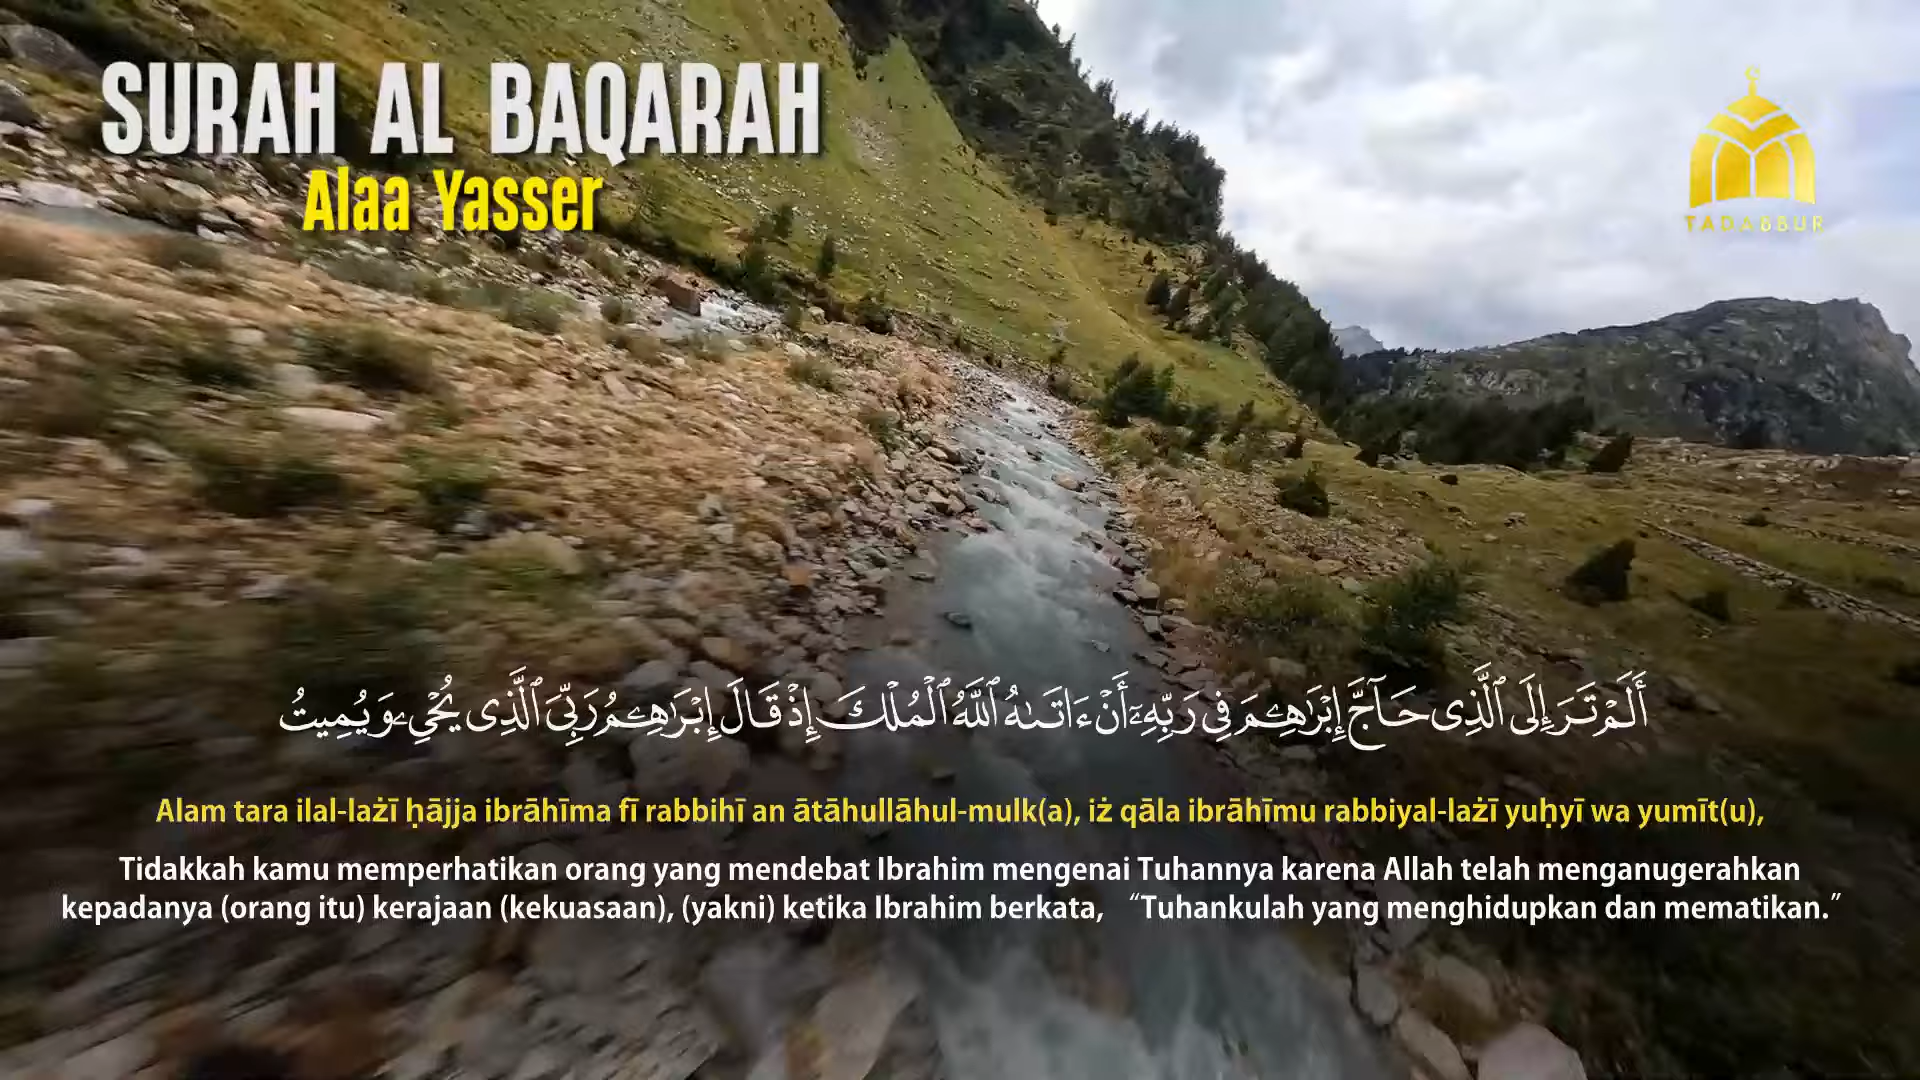 SURAH AL BAQARAH
Alaa Yasser
TADABBUR
أَلَمْ تَرَ إِلَى ٱلَّذِى حَآجَّ إِبْرَٰهِـۧمَ فِى رَبِّهِۦٓ أَنْ ءَاتَىٰهُ ٱللَّهُ ٱلْمُلْكَ إِذْ قَالَ إِبْرَٰهِـۧمُ رَبِّىَ ٱلَّذِى يُحْىِۦ وَيُمِيتُ
Alam tara ilal-lażī ḥājja ibrāhīma fī rabbihī an ātāhullāhul-mulk(a), iż qāla ibrāhīmu rabbiyal-lażī yuḥyī wa yumīt(u),
Tidakkah kamu memperhatikan orang yang mendebat Ibrahim mengenai Tuhannya karena Allah telah menganugerahkan
kepadanya (orang itu) kerajaan (kekuasaan), (yakni) ketika Ibrahim berkata, “Tuhankulah yang menghidupkan dan mematikan.”